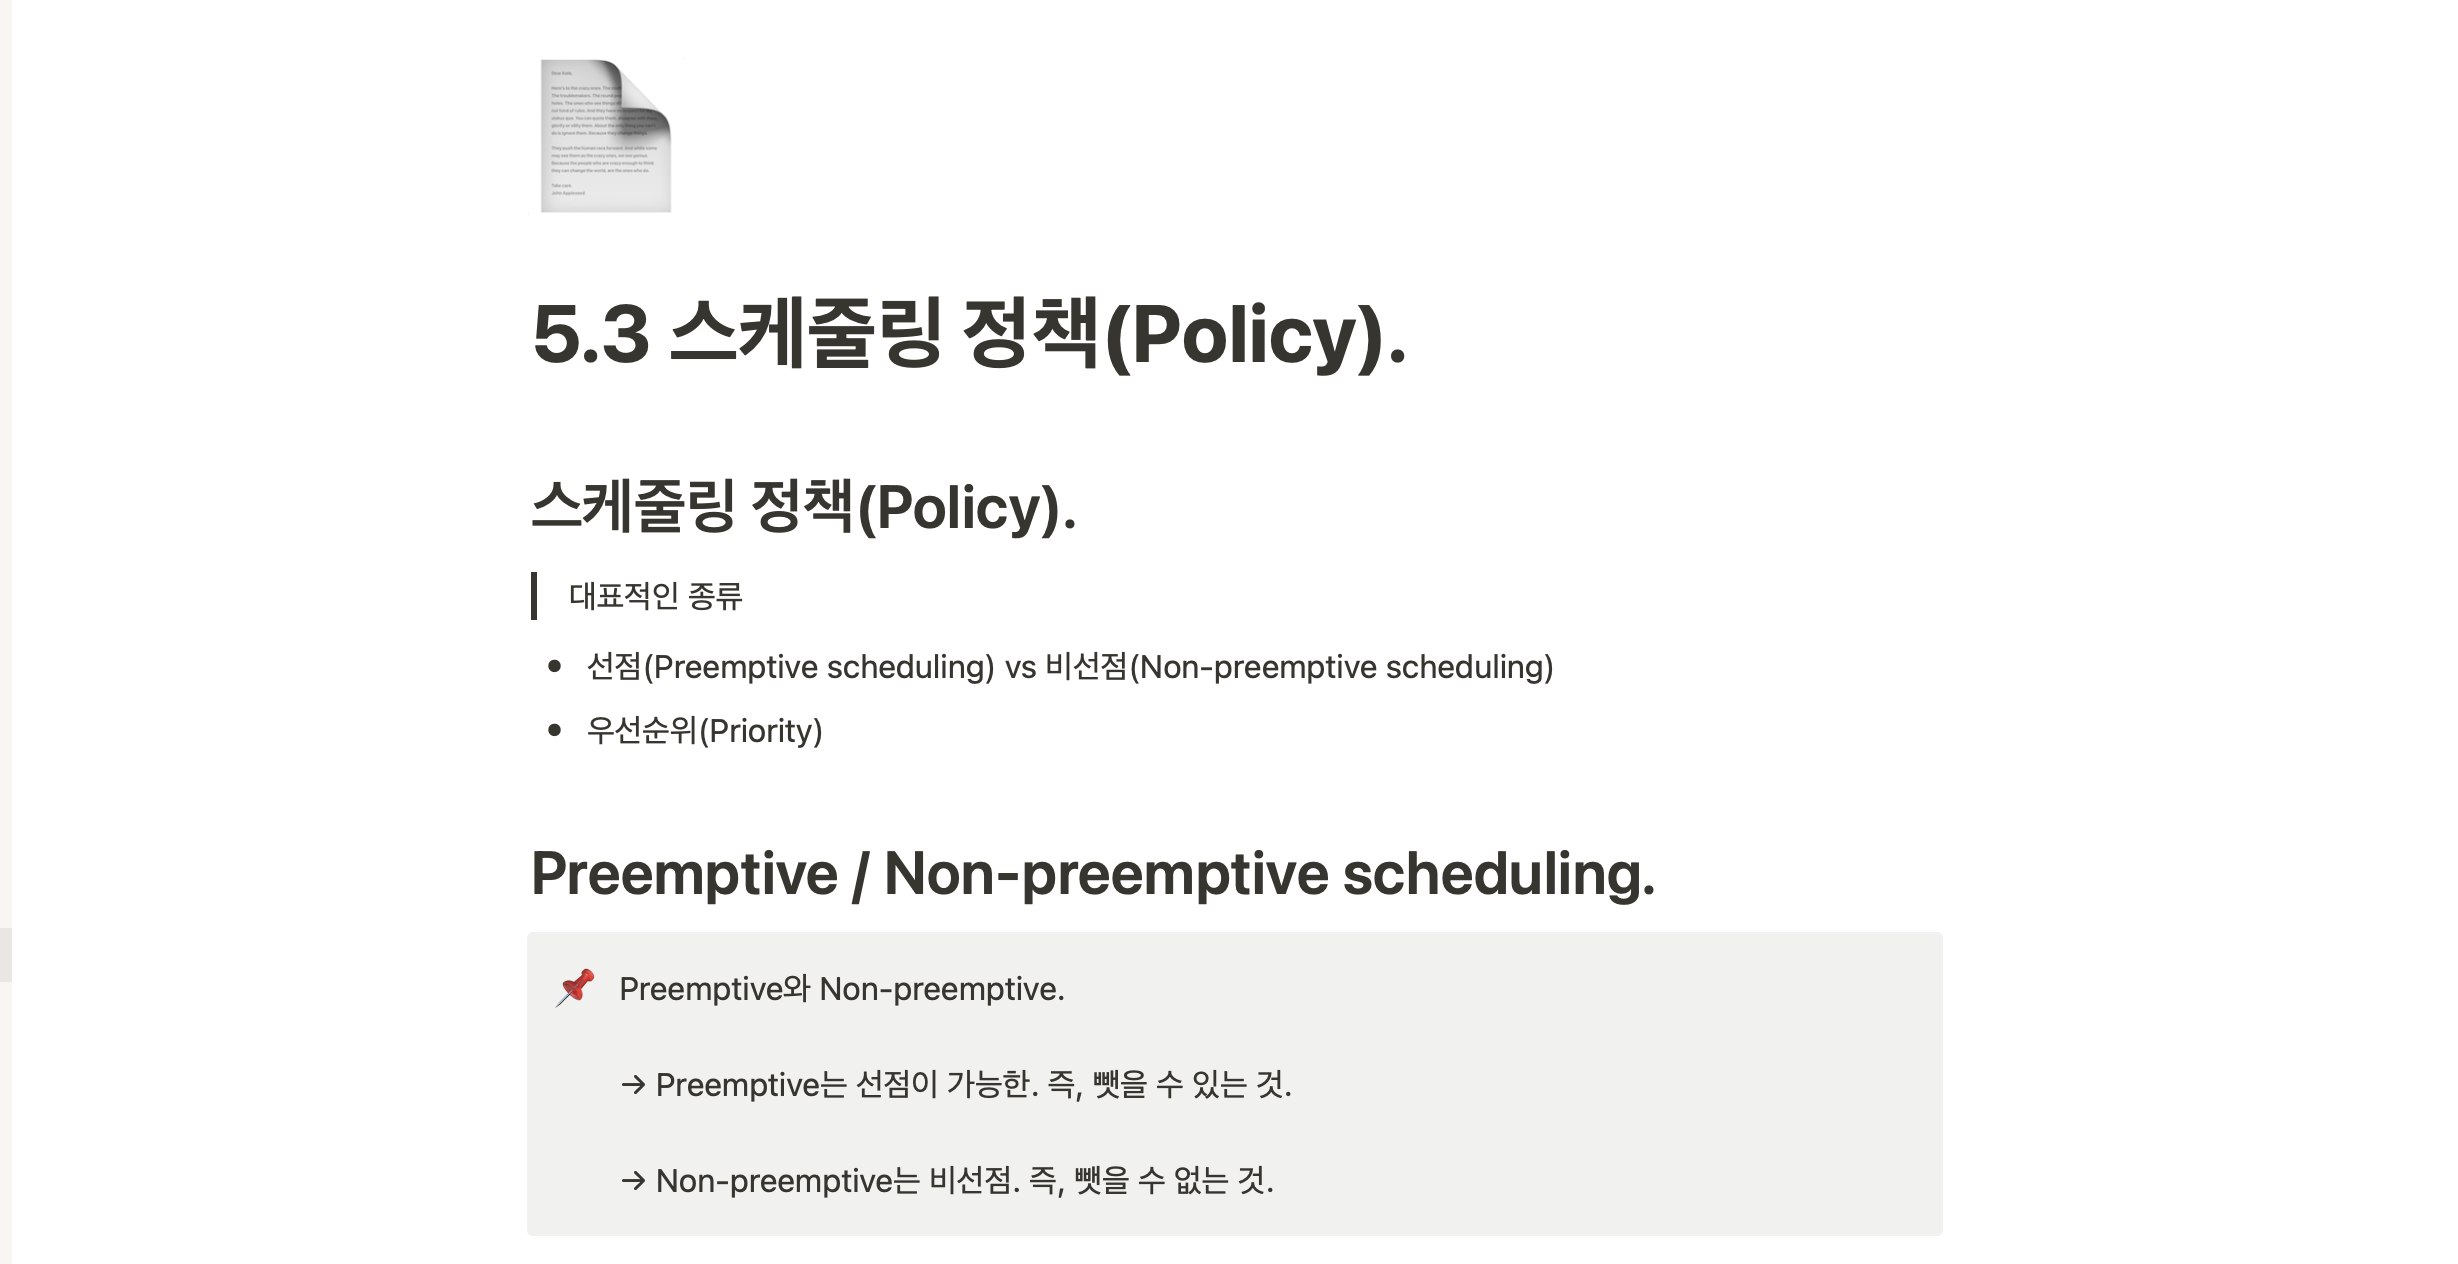 5.3 스케줄링 정책(Policy).
스케줄링 정책(Policy).
대표적인 종류
• 선점(Preemptive scheduling) vs 비선점(Non-preemptive scheduling)
• 우선순위(Priority)
Preemptive / Non-preemptive scheduling.
Preemptive와 Non-preemptive.
→ Preemptive는 선점이 가능한. 즉, 뺏을 수 있는 것.
→ Non-preemptive는 비선점. 즉, 뺏을 수 없는 것.